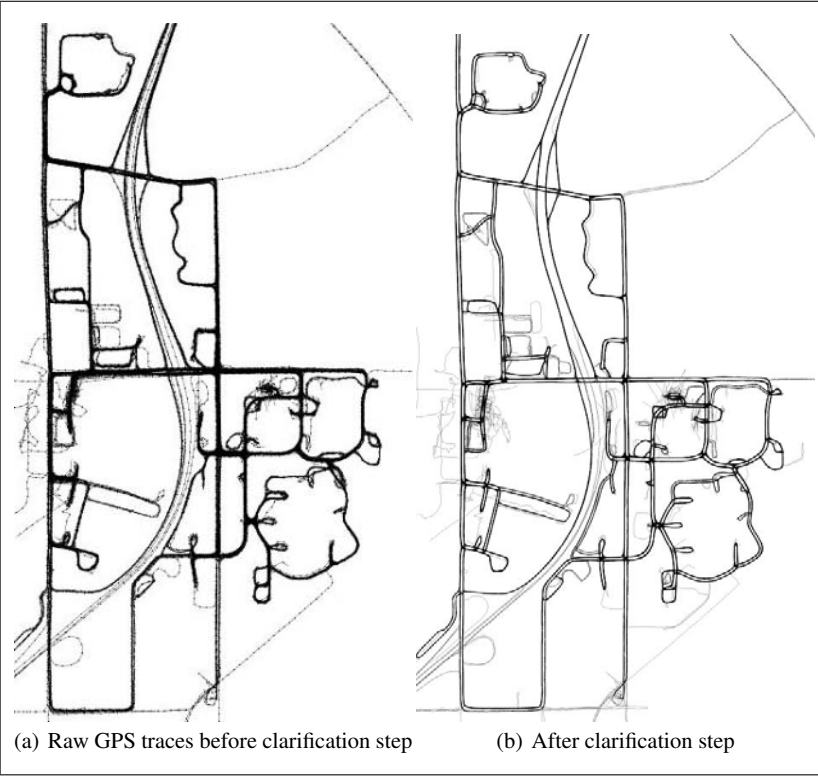 (a) Raw GPS traces before clarification step
(b) After clarification step